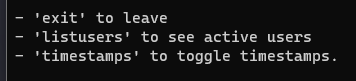 - 'exit' to leave
- 'listusers' to see active users
- 'timestamps' to toggle timestamps.